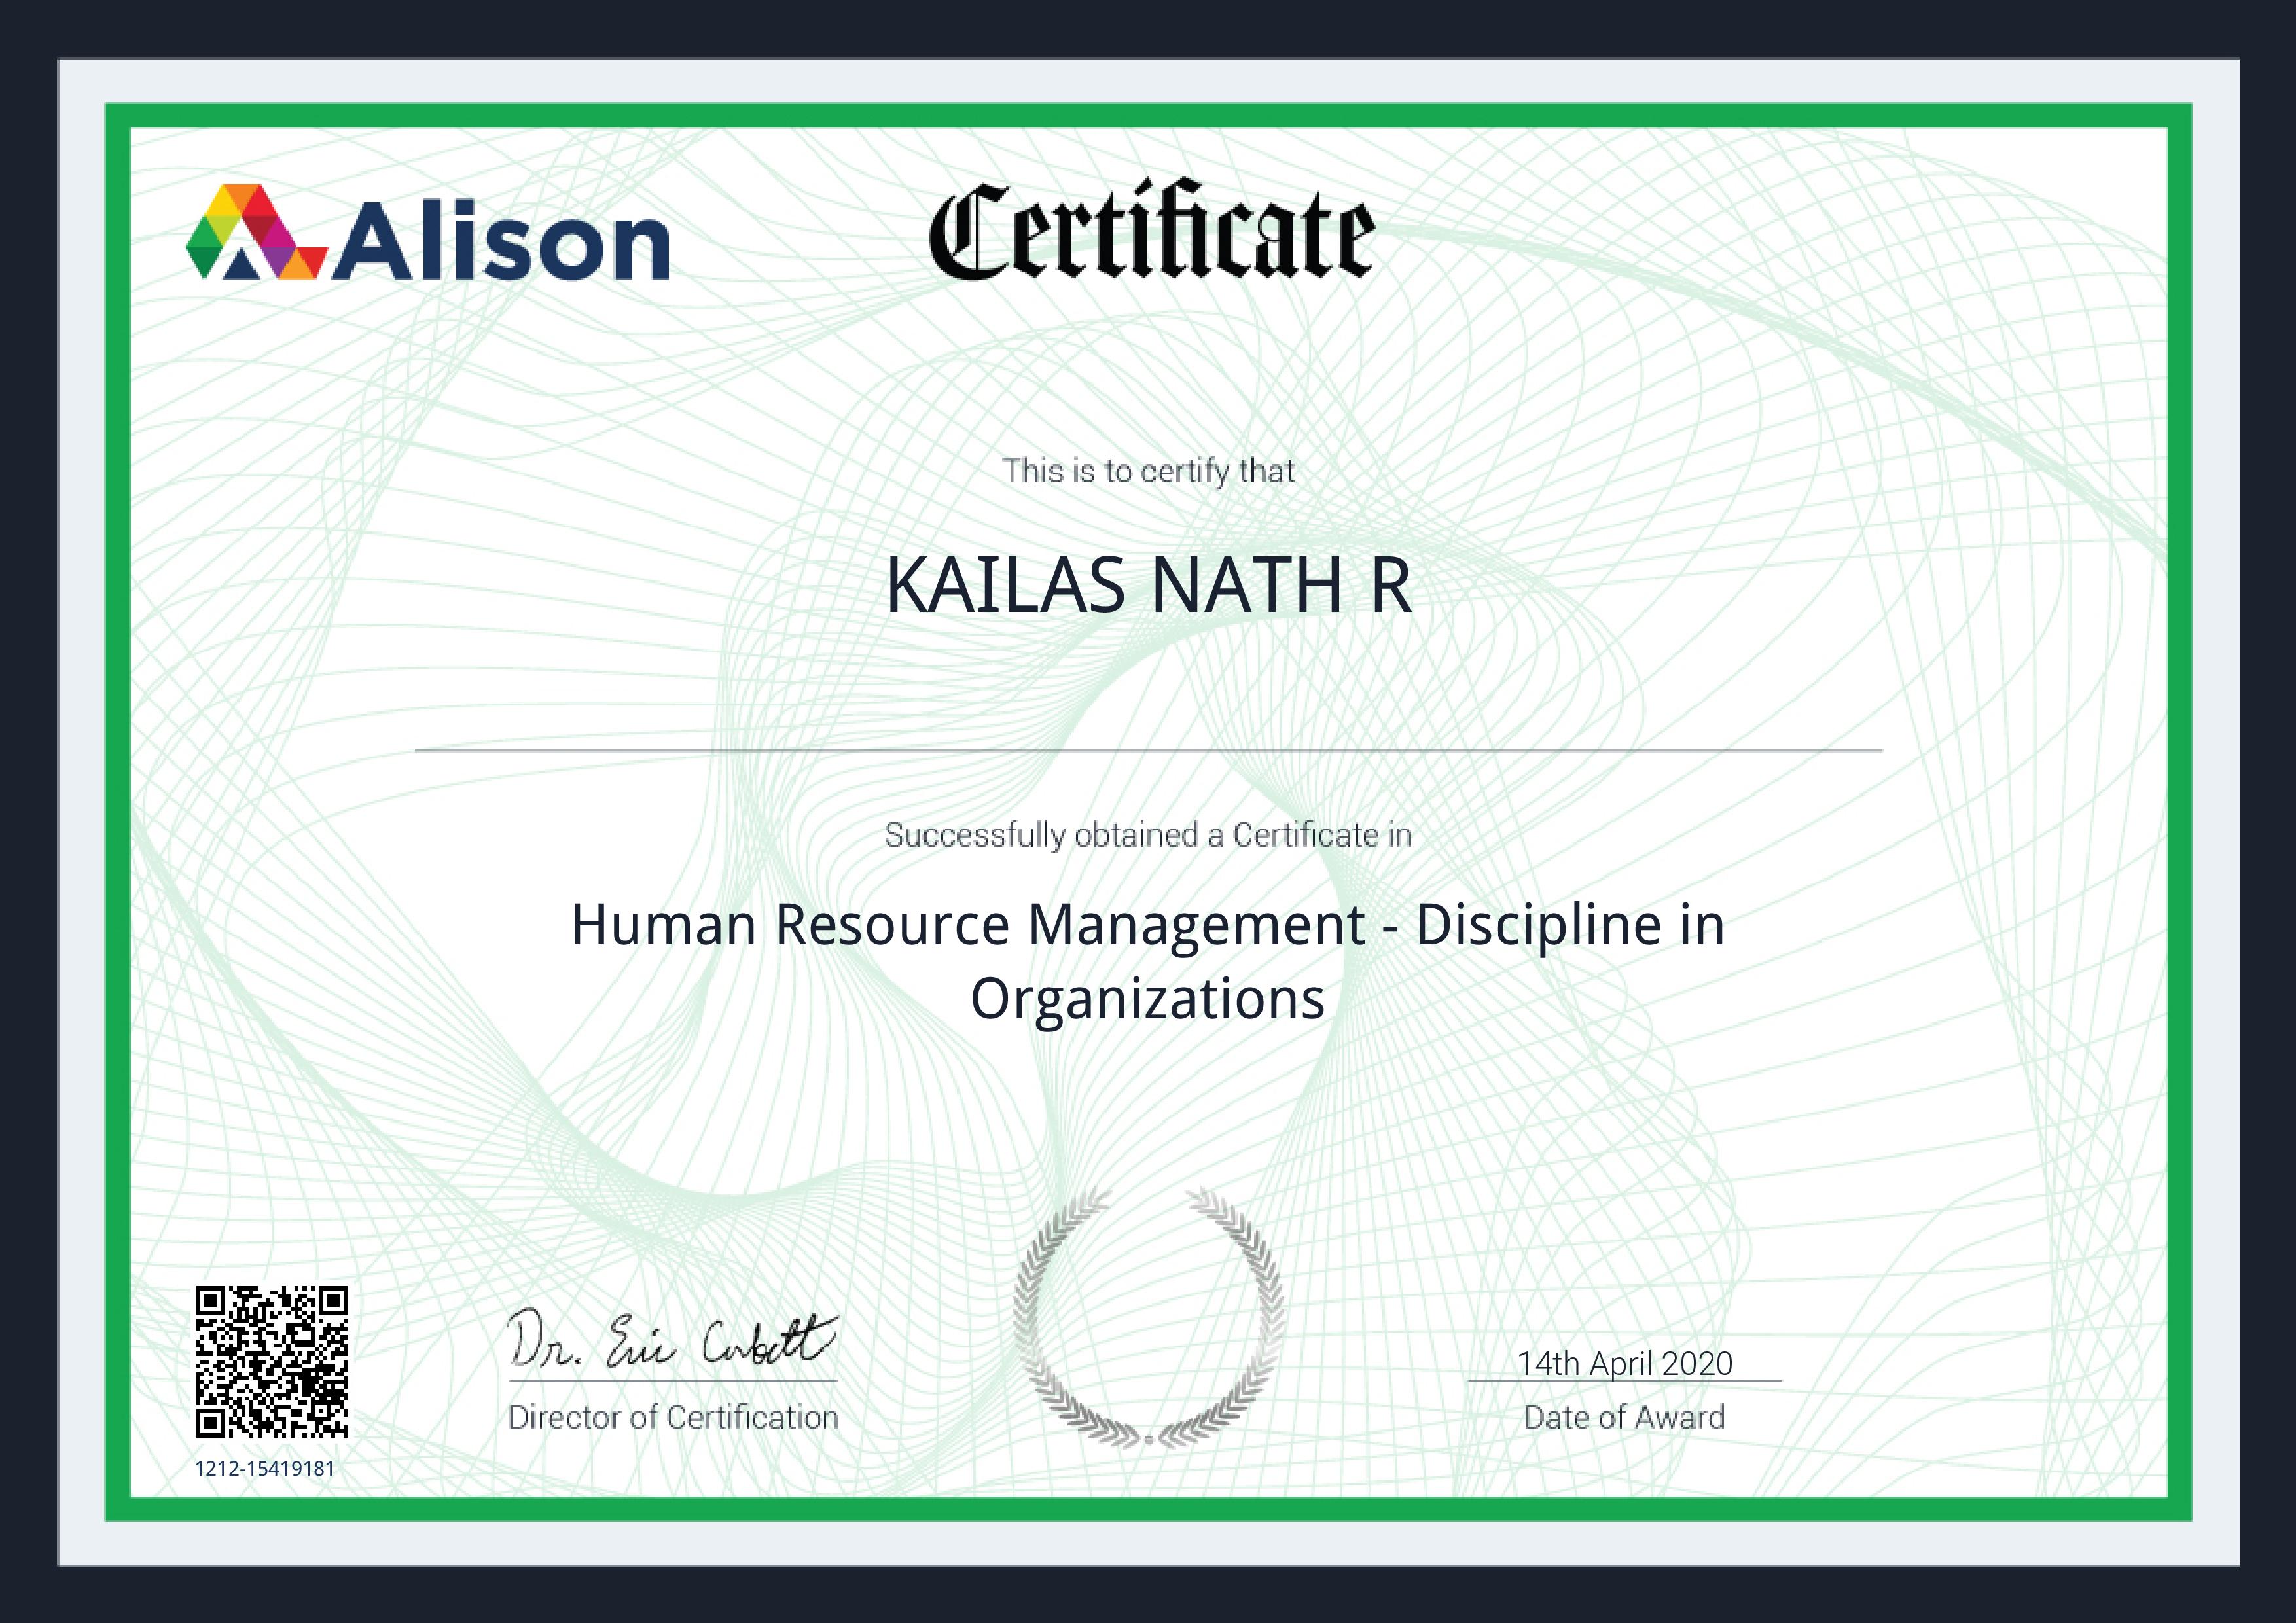 Alison
Certificate
This is to certify that
KAILAS NATH R
Successfully obtained a Certificate in
Human Resource Management - Discipline in
Organizations
Dr. Eric Corbett
Director of Certification
14th April 2020
Date of Award
1212-15419181